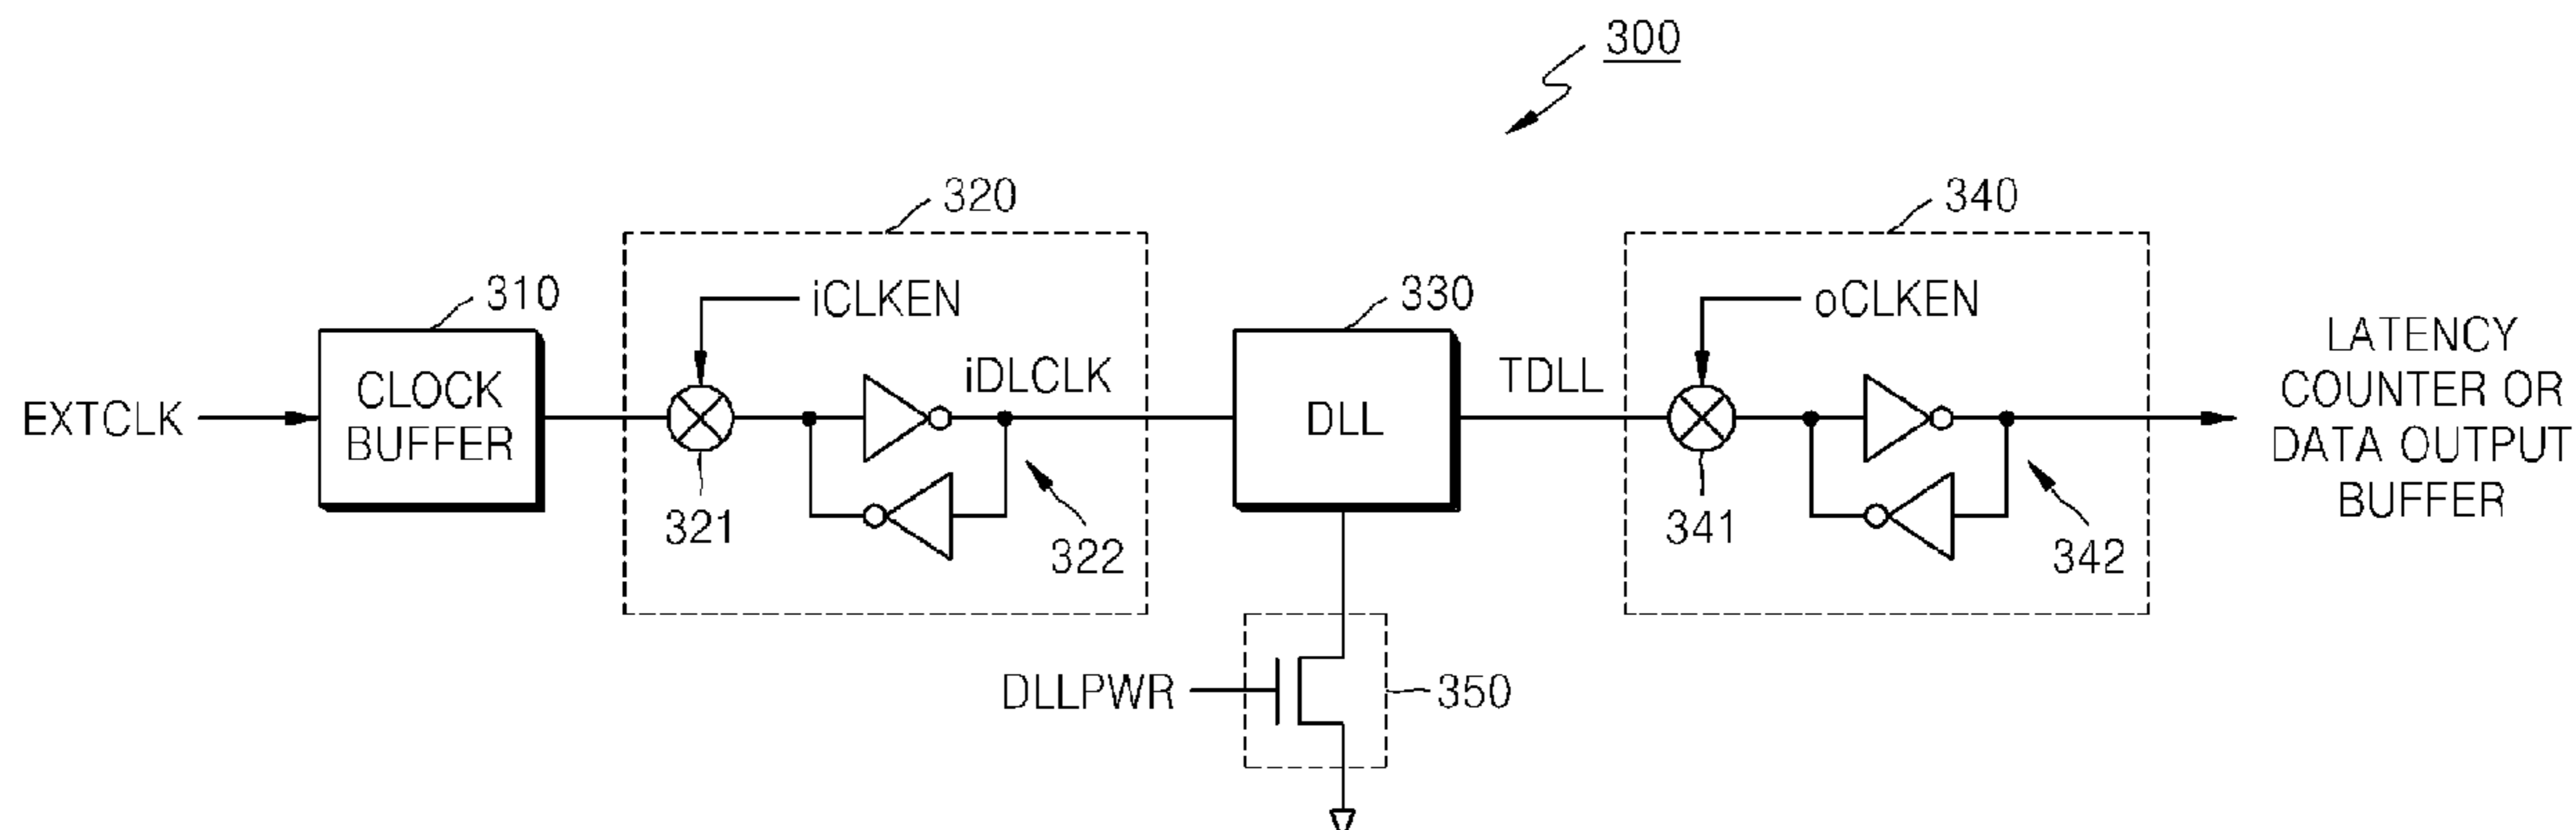 300
320
340
310
iCLKEN
330
oCLKEN
EXTCLK
CLOCK
BUFFER
iDLCLK
DLL
TDLL
LATENCY
COUNTER OR
DATA OUTPUT
BUFFER
321
322
341
342
DLLPWR
350